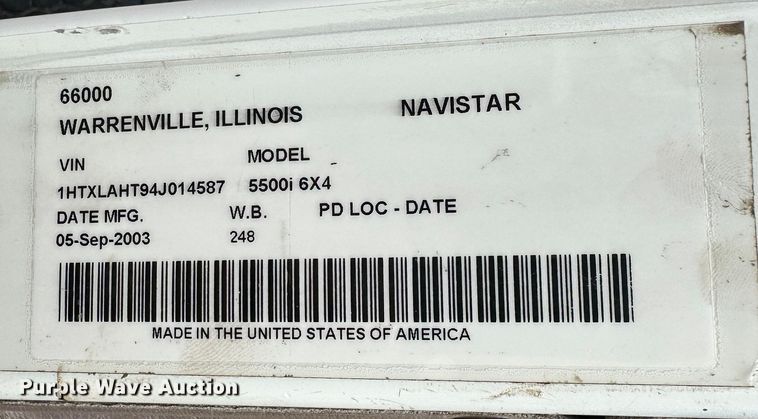 66000
WARRENVILLE, ILLINOIS NAVISTAR
VIN MODEL
1HTXLAHT94J014587 5500i 6X4
DATE MFG. W.B. PD LOC - DATE
05-Sep-2003 248
MADE IN THE UNITED STATES OF AMERICA
Purple Wave Auction